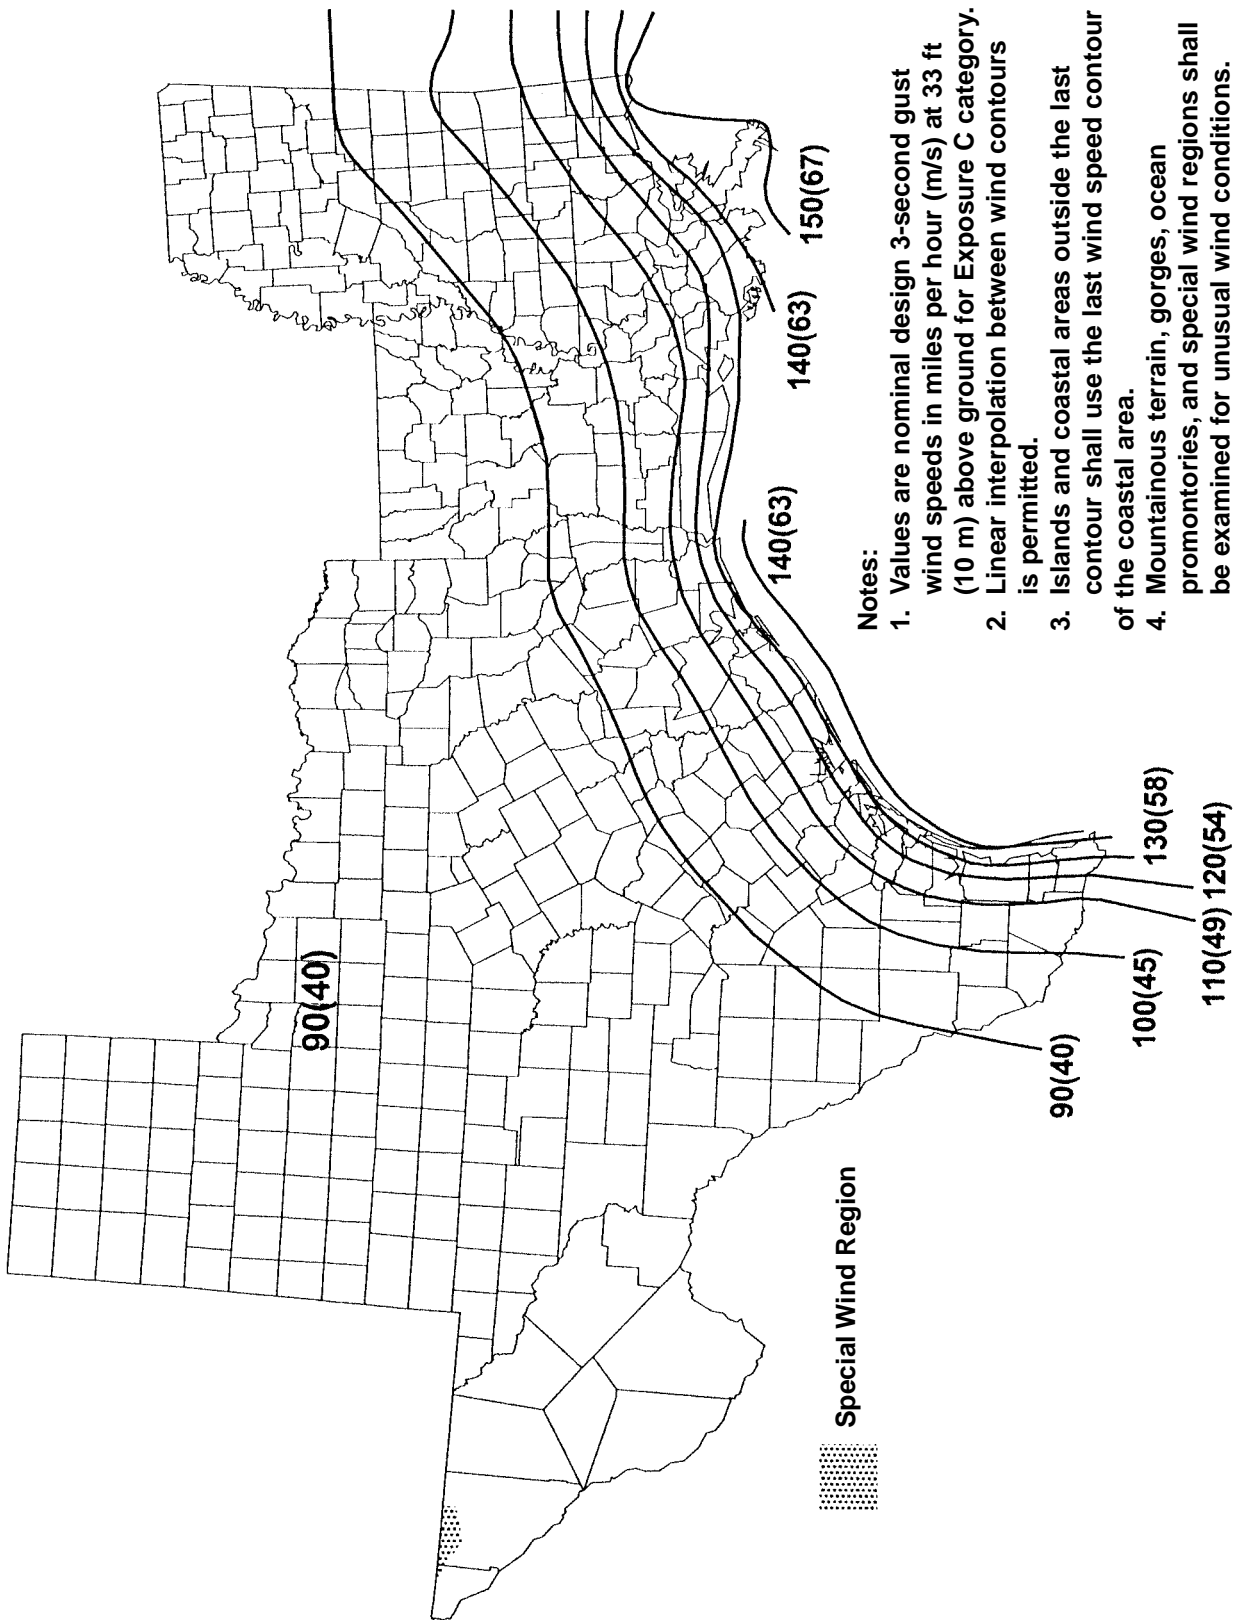 90(40)
Special Wind Region
90(40)
100(45)
110(49)
120(54)
130(58)
140(63)
140(63)
150(67)
Notes:
1. Values are nominal design 3-second gust
wind speeds in miles per hour (m/s) at 33 ft
(10 m) above ground for Exposure C category.
2. Linear interpolation between wind contours
is permitted.
3. Islands and coastal areas outside the last
contour shall use the last wind speed contour
of the coastal area.
4. Mountainous terrain, gorges, ocean
promontories, and special wind regions shall
be examined for unusual wind conditions.